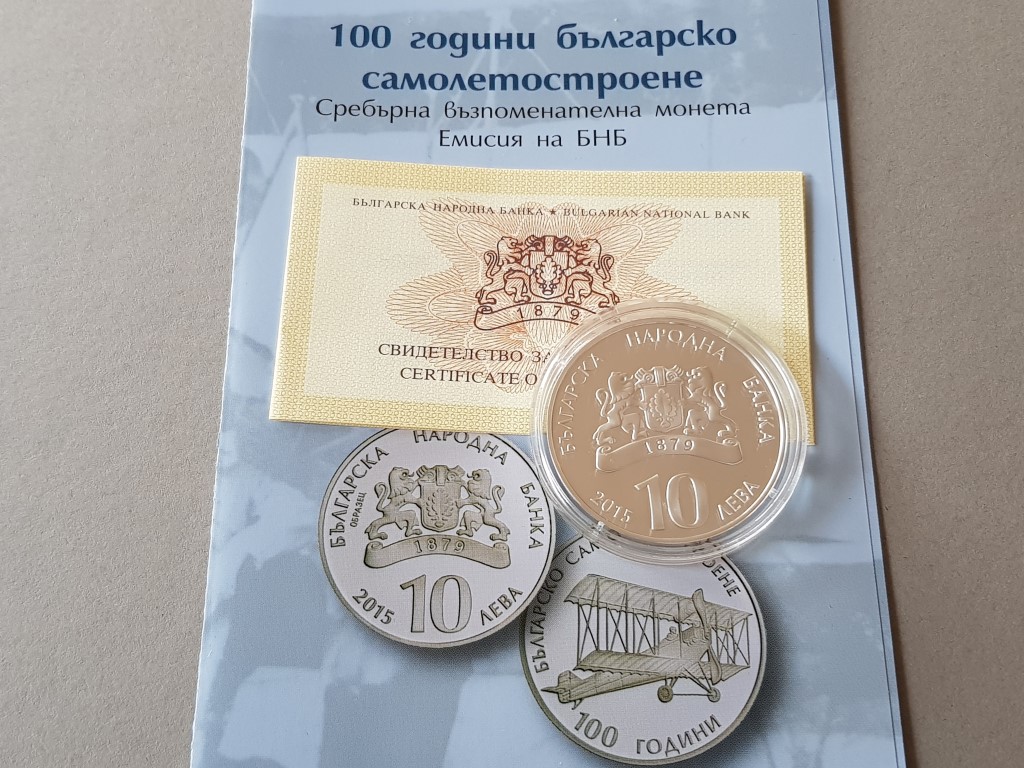 100 години българско
самолетостроене
Сребърна възпоменателна монета
Емисия на БНБ
БЪЛГАРСКА НАРОДНА БАНКА ★ BULGARIAN NATIONAL BANK
1879
СВИДЕТЕЛСТВО ЗА
CERTIFICATE O
БЪЛГАРСКА НАРОДНА БАНКА
1879
2015 10 ЛЕВА
БЪЛГАРСКА НАРОДНА БАНКА
ОБРАЗЕЦ
1879
2015 10 ЛЕВА
БЪЛГАРСКО САМ ОЕНЕ
100 ГОДИНИ